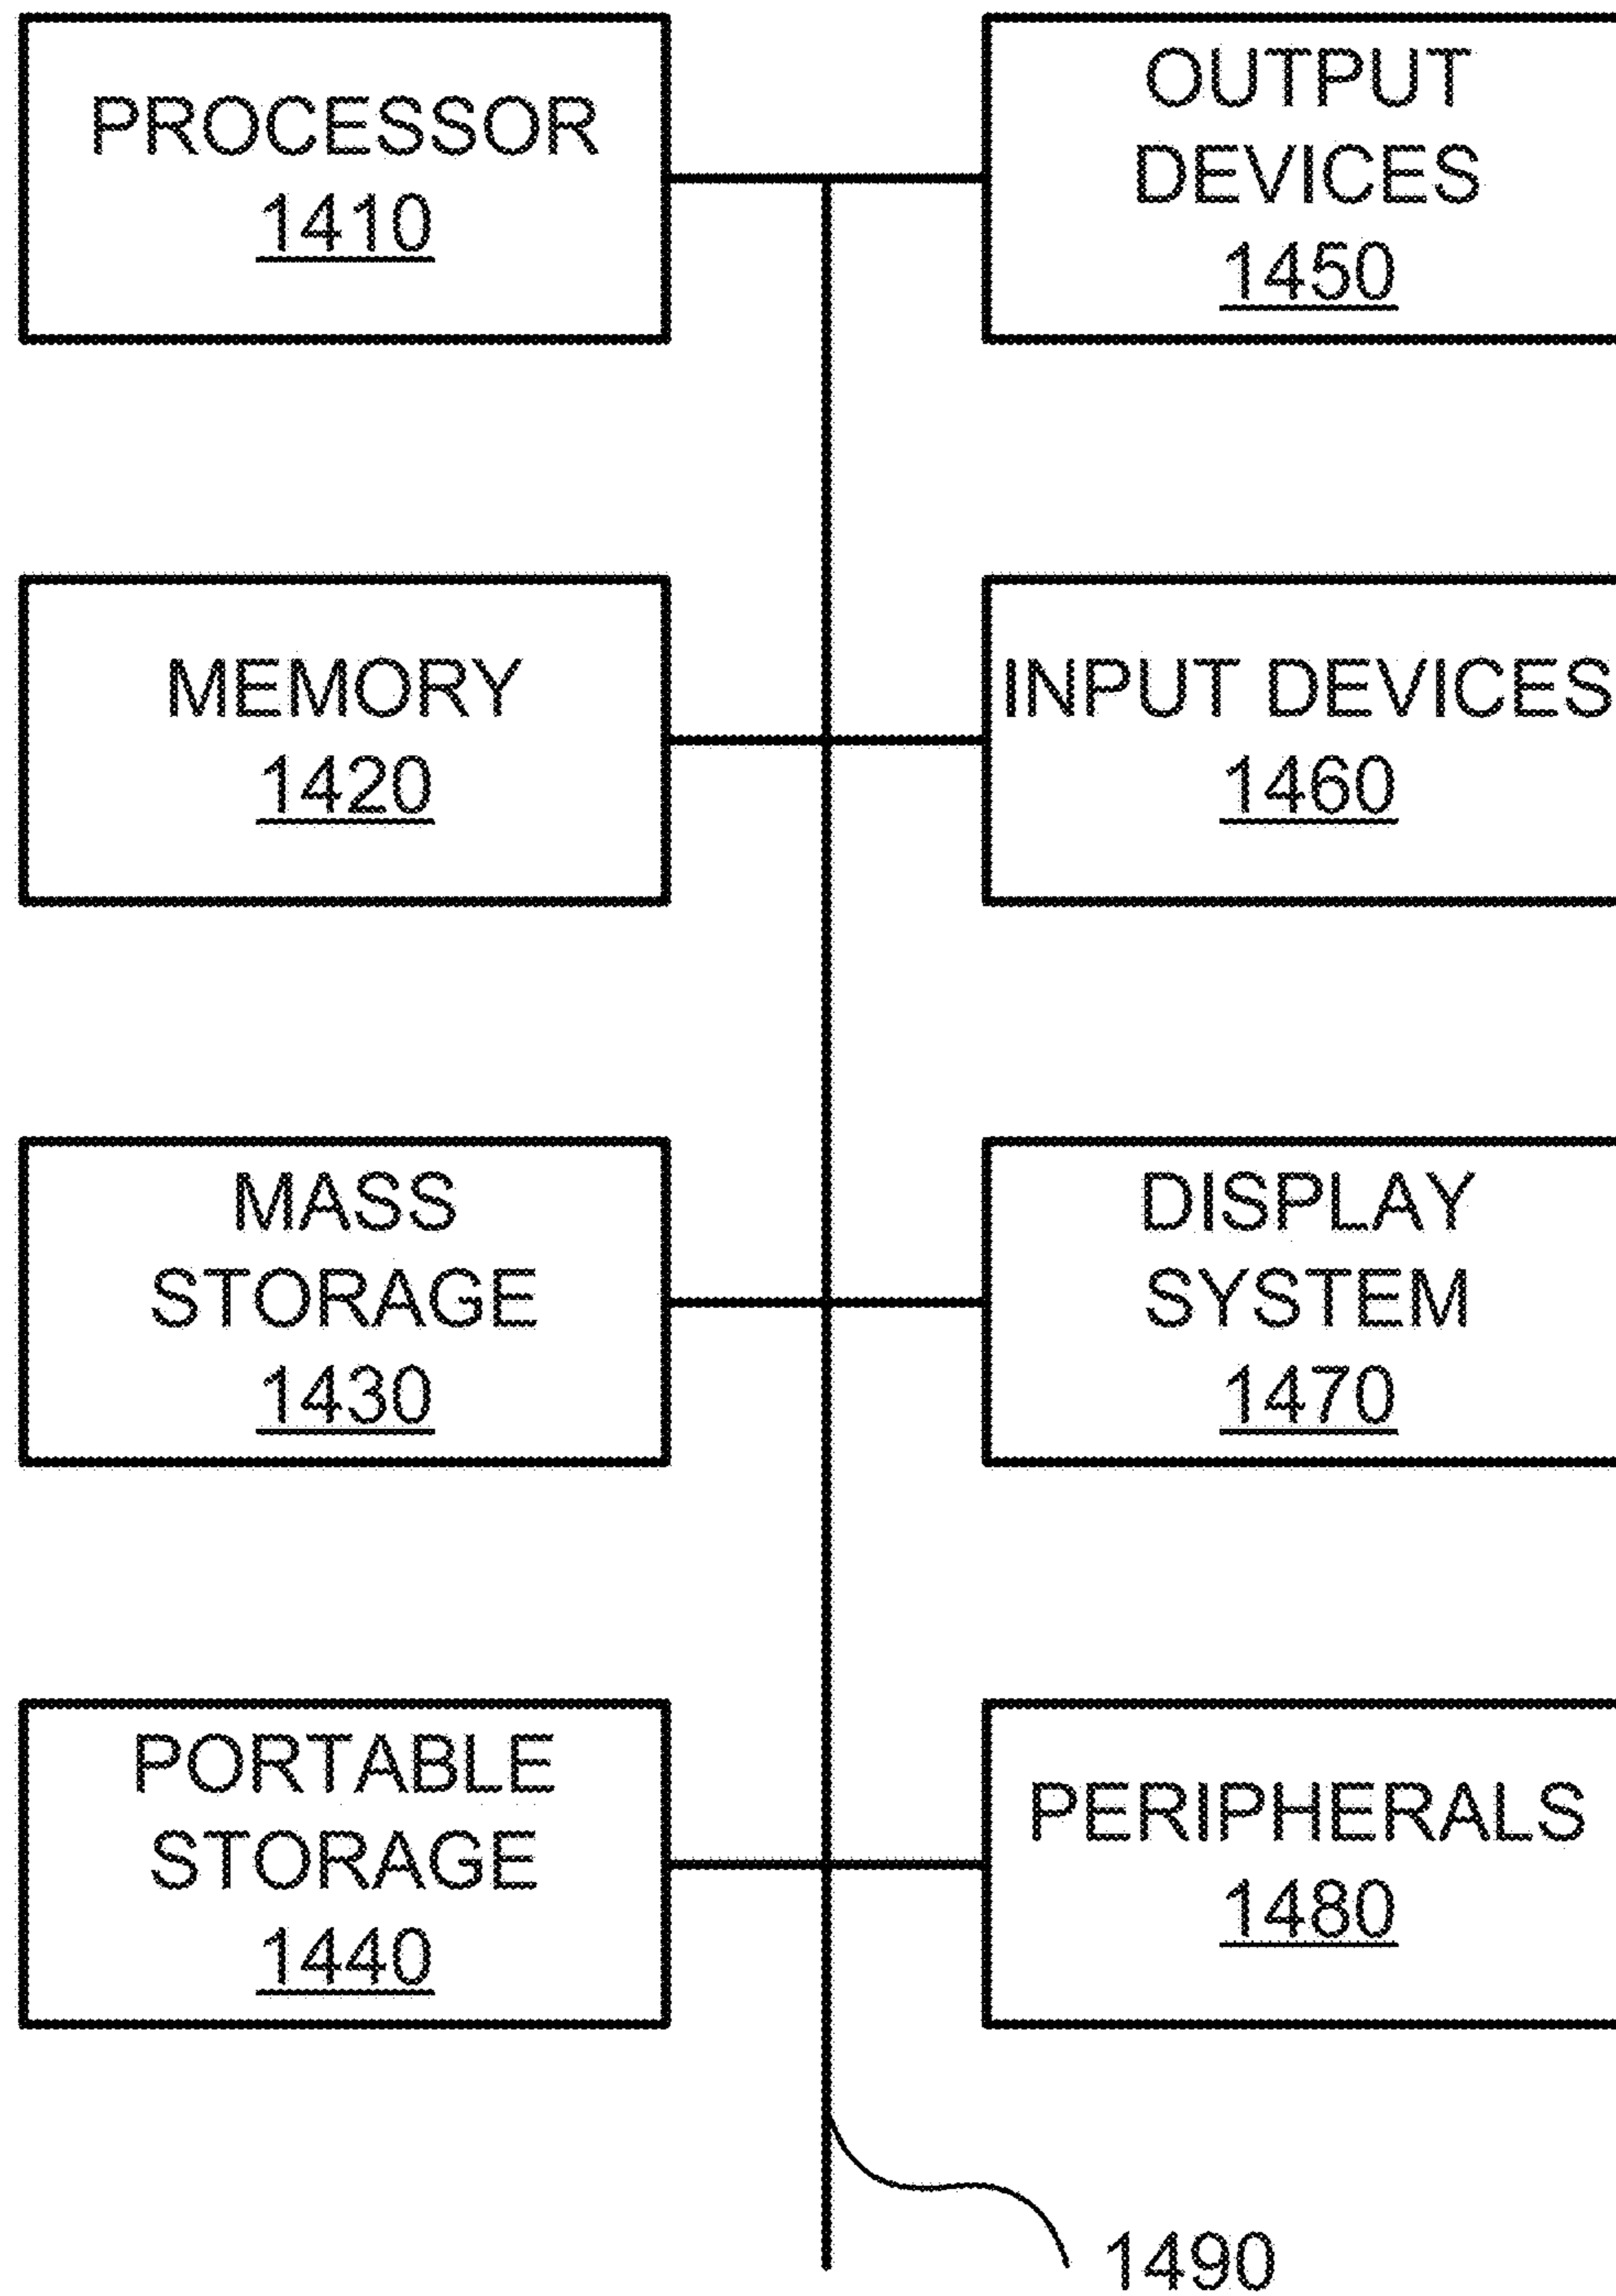 PROCESSOR
1410
OUTPUT
DEVICES
1450
MEMORY
1420
INPUT DEVICES
1460
MASS
STORAGE
1430
DISPLAY
SYSTEM
1470
PORTABLE
STORAGE
1440
PERIPHERALS
1480
1490